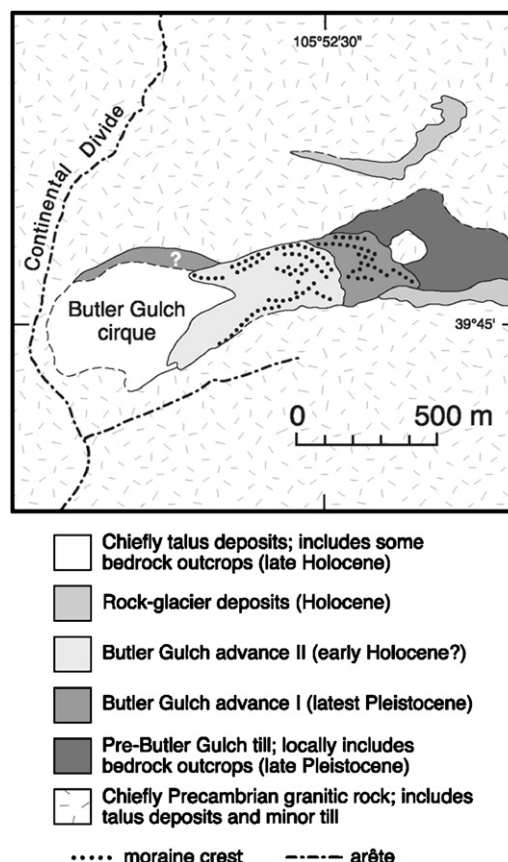 105°52'30"
Continental Divide
?
Butler Gulch
cirque
39°45'
0 500 m
Chiefly talus deposits; includes some
bedrock outcrops (late Holocene)
Rock-glacier deposits (Holocene)
Butler Gulch advance II (early Holocene?)
Butler Gulch advance I (latest Pleistocene)
Pre-Butler Gulch till; locally includes
bedrock outcrops (late Pleistocene)
Chiefly Precambrian granitic rock; includes
talus deposits and minor till
moraine crest arête